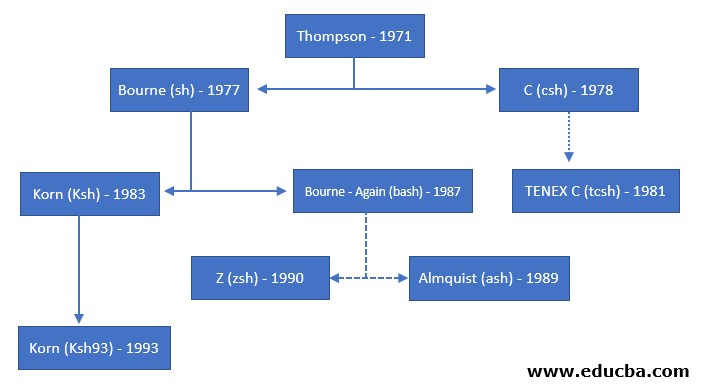 Thompson - 1971
Bourne (sh) - 1977
C (csh) - 1978
Korn (Ksh) - 1983
Bourne - Again (bash) - 1987
TENEX C (tcsh) - 1981
Z (zsh) - 1990
Almquist (ash) - 1989
Korn (Ksh93) - 1993
www.educba.com